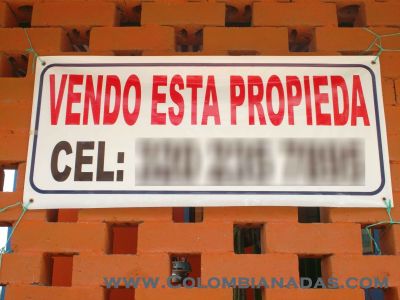 VENDO ESTA PROPIEDA
CEL:
www.Colombianadas.com